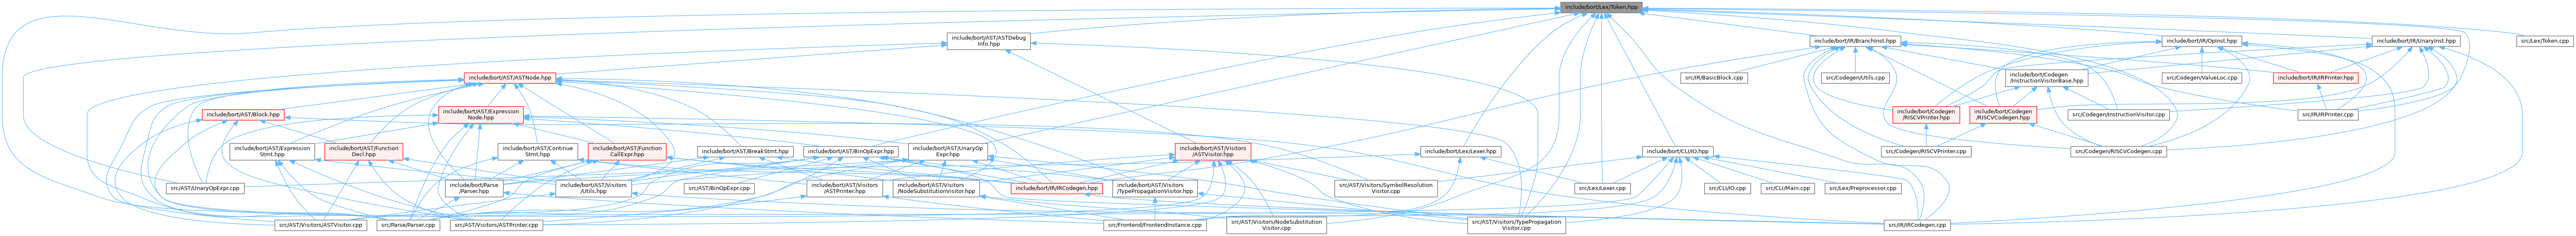 include/bort/Lex/Token.hpp
include/bort/AST/ASTDebug
Info.hpp
include/bort/IR/BranchInst.hpp
include/bort/IR/OpInst.hpp
include/bort/IR/UnaryInst.hpp
src/Lex/Token.cpp
include/bort/AST/ASTNode.hpp
src/IR/BasicBlock.cpp
src/Codegen/Utils.cpp
include/bort/Codegen
/InstructionVisitorBase.hpp
src/Codegen/ValueLoc.cpp
include/bort/IR/IRPrinter.hpp
include/bort/AST/Block.hpp
include/bort/AST/Expression
Node.hpp
include/bort/Codegen
/RISCVPrinter.hpp
include/bort/Codegen
/RISCVCodegen.hpp
src/Codegen/InstructionVisitor.cpp
src/IR/IRPrinter.cpp
include/bort/AST/Expression
Stmt.hpp
include/bort/AST/Function
Decl.hpp
include/bort/AST/Continue
Stmt.hpp
include/bort/AST/Function
CallExpr.hpp
include/bort/AST/BreakStmt.hpp
include/bort/AST/BinOpExpr.hpp
include/bort/AST/UnaryOp
Expr.hpp
include/bort/AST/Visitors
/ASTVisitor.hpp
include/bort/Lex/Lexer.hpp
include/bort/CLI/IO.hpp
src/Codegen/RISCVPrinter.cpp
src/Codegen/RISCVCodegen.cpp
src/AST/UnaryOpExpr.cpp
include/bort/Parse
/Parser.hpp
include/bort/AST/Visitors
/Utils.hpp
src/AST/BinOpExpr.cpp
include/bort/AST/Visitors
/ASTPrinter.hpp
include/bort/AST/Visitors
/NodeSubstitutionVisitor.hpp
include/bort/IR/IRCodegen.hpp
include/bort/AST/Visitors
/TypePropagationVisitor.hpp
src/AST/Visitors/SymbolResolution
Visitor.cpp
src/Lex/Lexer.cpp
src/CLI/IO.cpp
src/CLI/Main.cpp
src/Lex/Preprocessor.cpp
src/AST/Visitors/ASTVisitor.cpp
src/Parse/Parser.cpp
src/AST/Visitors/ASTPrinter.cpp
src/Frontend/FrontendInstance.cpp
src/AST/Visitors/NodeSubstitution
Visitor.cpp
src/AST/Visitors/TypePropagation
Visitor.cpp
src/IR/IRCodegen.cpp